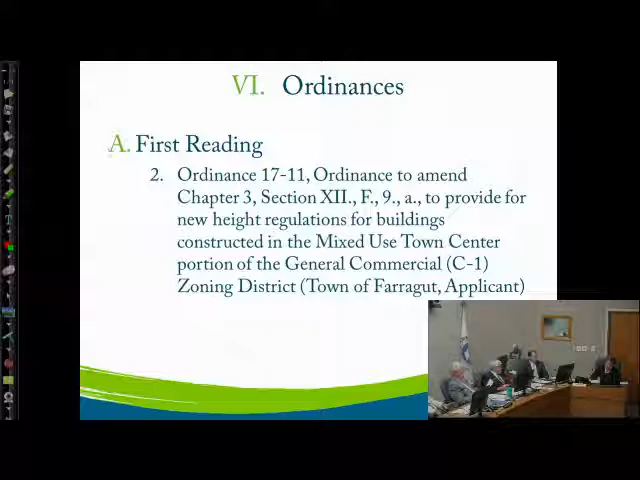 VI. Ordinances
A. First Reading
2. Ordinance 17-11, Ordinance to amend
Chapter 3, Section XII., F., 9., a., to provide for
new height regulations for buildings
constructed in the Mixed Use Town Center
portion of the General Commercial (C-1)
Zoning District (Town of Farragut, Applicant)